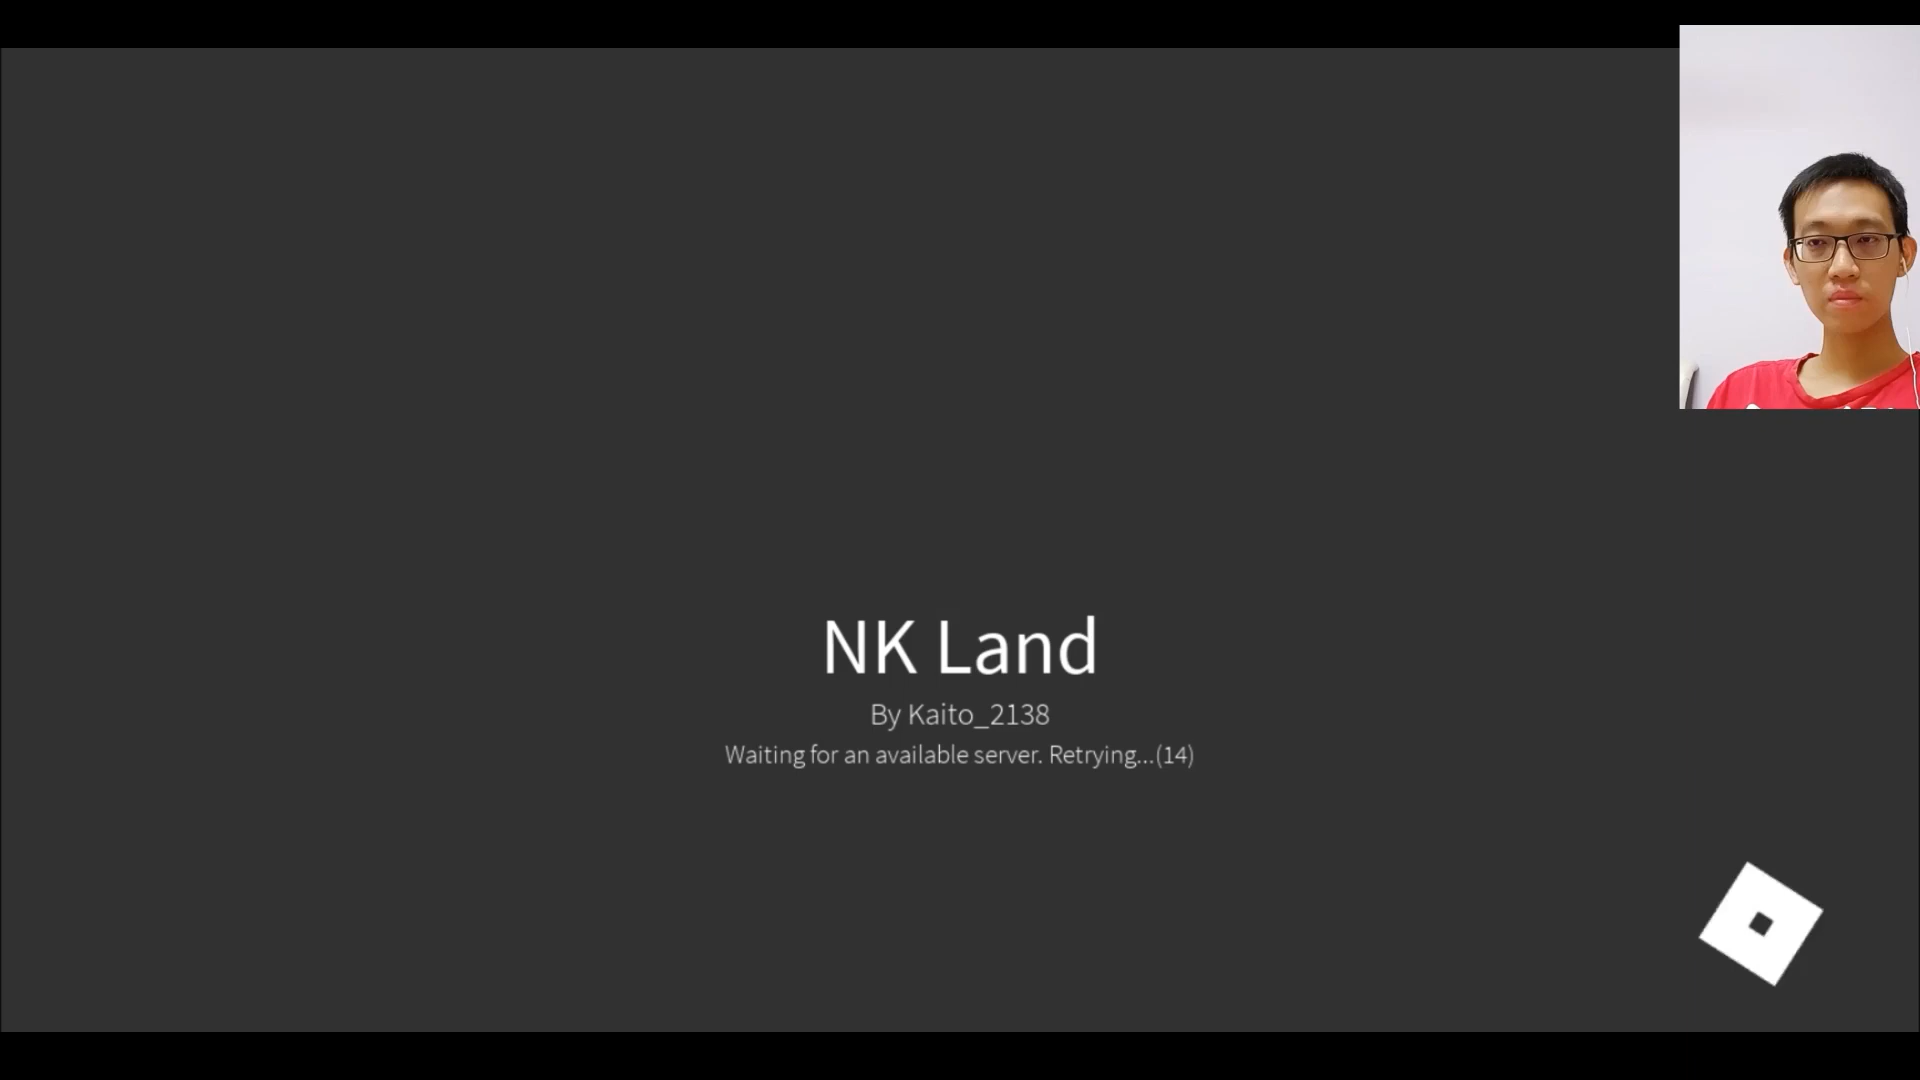 NK Land
By Kaito_2138
Waiting for an available server. Retrying...(14)